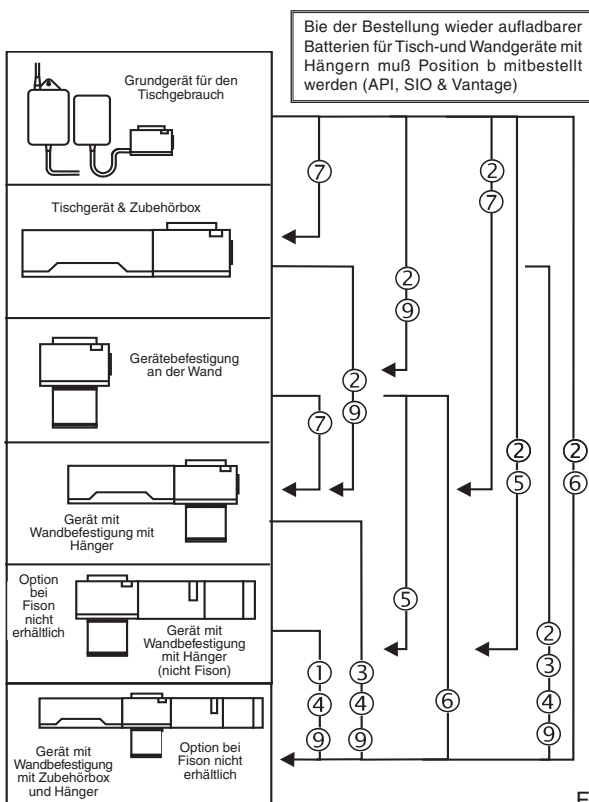 Bie der Bestellung wieder aufladbarer
Batterien für Tisch-und Wandgeräte mit
Hängern muß Position b mitbestellt
werden (API, SIO & Vantage)
Grundgerät für den
Tischgebrauch
Tischgerät & Zubehörbox
Gerätebefestigung
an der Wand
Gerät mit
Wandbefestigung mit
Hänger
Option
bei
Fison
nicht
erhältlich
Gerät mit
Wandbefestigung
mit Hänger
(nicht Fison)
Gerät mit
Wandbefestigung
mit Zubehörbox
und Hänger
Option bei
Fison nicht
erhältlich
7
2
9
2
7
2
9
7
2
5
2
6
5
6
1
4
9
3
4
9
2
3
4
9